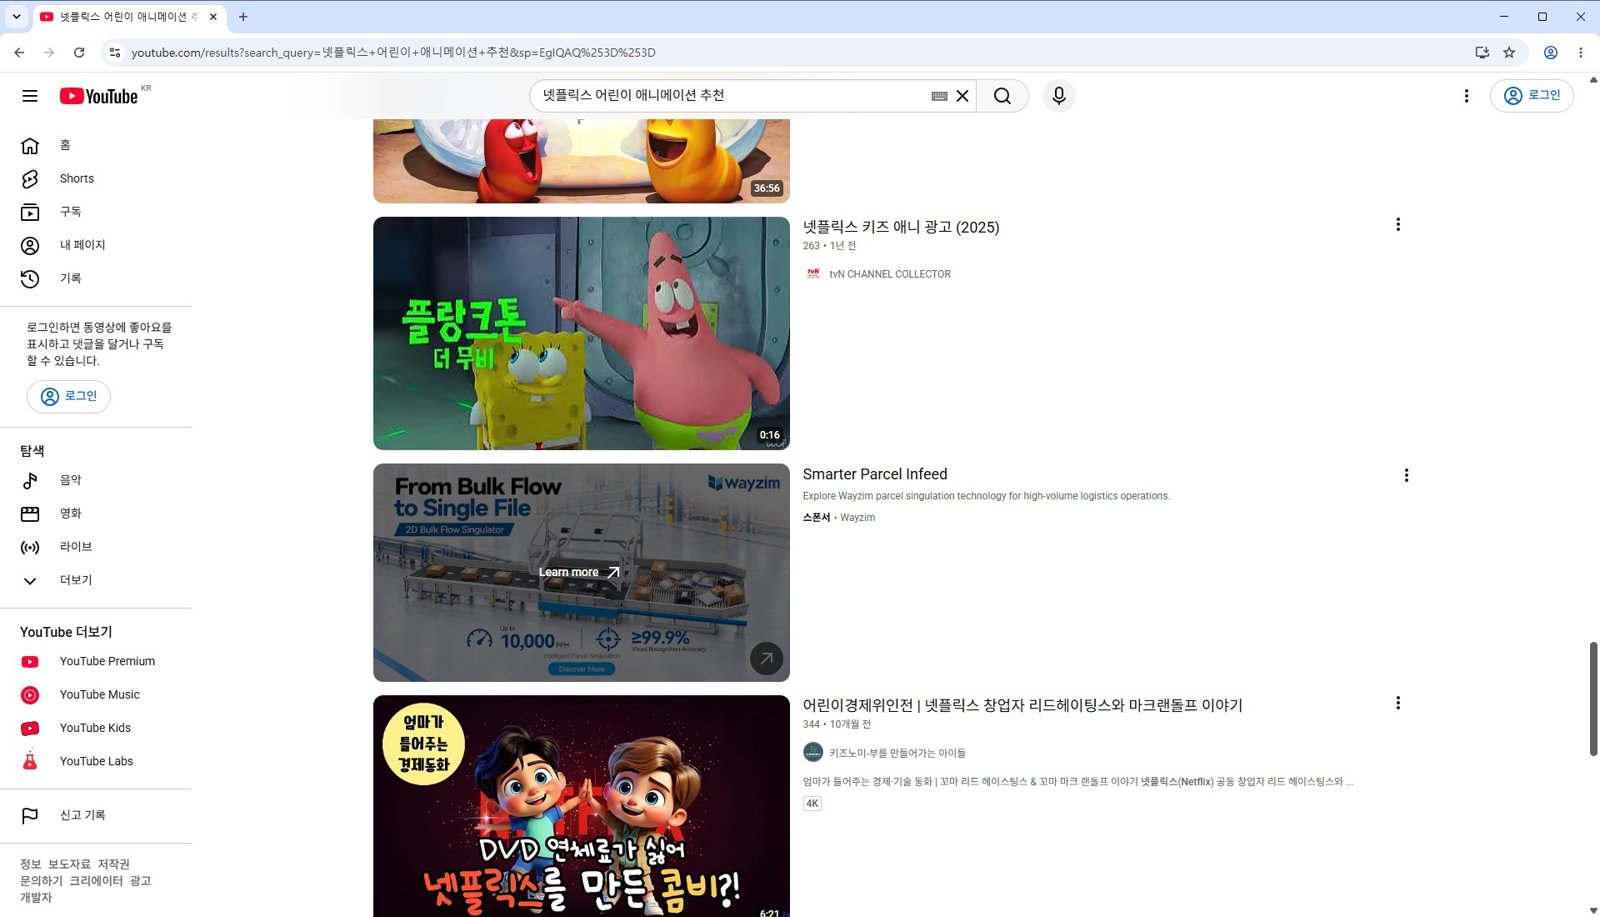 넷플릭스 어린이 애니메이션 추
youtube.com/results?search_query=넷플릭스+어린이+애니메이션+추천&sp=EgIQAQ%253D%253D
YouTube KR
넷플릭스 어린이 애니메이션 추천
로그인
홈
Shorts
구독
내 페이지
기록
로그인하면 동영상에 좋아요를
표시하고 댓글을 달거나 구독
할 수 있습니다.
로그인
탐색
음악
영화
라이브
더보기
YouTube 더보기
YouTube Premium
YouTube Music
YouTube Kids
YouTube Labs
신고 기록
정보 보도자료 저작권
문의하기 크리에이터 광고
개발자
36:56
플랑크톤
더 무비
0:16
넷플릭스 키즈 애니 광고 (2025)
263 • 1년 전
tvN
tvN CHANNEL COLLECTOR
From Bulk Flow
to Single File
2D Bulk Flow Singulator
wayzim
Learn more
Up to
10,000 PPH
Intelligent Parcel Singulation
≥99.9%
Visual Recognition Accuracy
Discover More
Smarter Parcel Infeed
Explore Wayzim parcel singulation technology for high-volume logistics operations.
스폰서 · Wayzim
엄마가
들어주는
경제동화
DVD 연체료가 싫어
넷플릭스를 만든 콤비?!
6:21
어린이경제위인전 | 넷플릭스 창업자 리드헤이팅스와 마크랜돌프 이야기
344 • 10개월 전
키즈노미-부를 만들어가는 아이들
엄마가 들어주는 경제·기술 동화 | 꼬마 리드 헤이스팅스 & 꼬마 마크 랜돌프 이야기 넷플릭스(Netflix) 공동 창업자 리드 헤이스팅스와 ...
4K